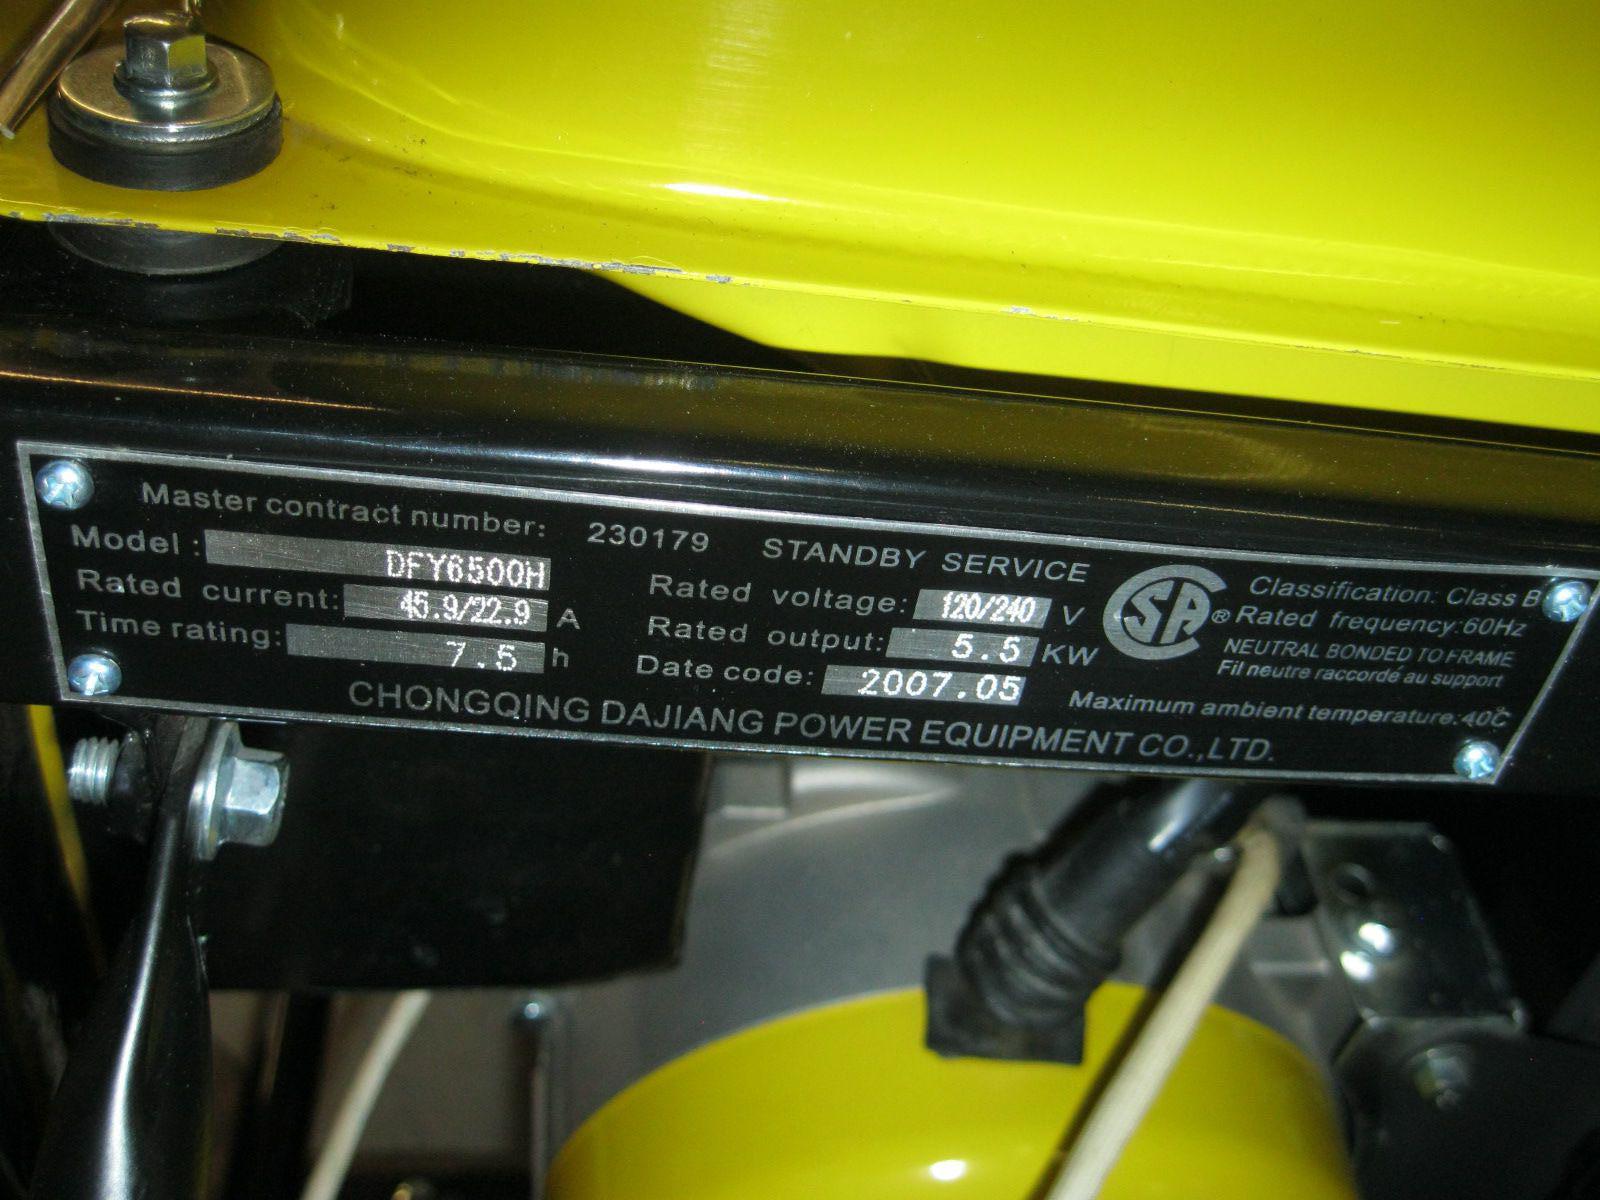 Master contract number: 230179 STANDBY SERVICE
Model : DFY6500H
Rated current: 45.9/22.9 A
Time rating: 7.5 h
Rated voltage: 120/240 V
Rated output: 5.5 KW
Date code: 2007.05
CSA ®
Classification: Class B
Rated frequency:60Hz
NEUTRAL BONDED TO FRAME
Fil neutre raccordé au support
Maximum ambient temperature:40℃
CHONGQING DAJIANG POWER EQUIPMENT CO.,LTD.